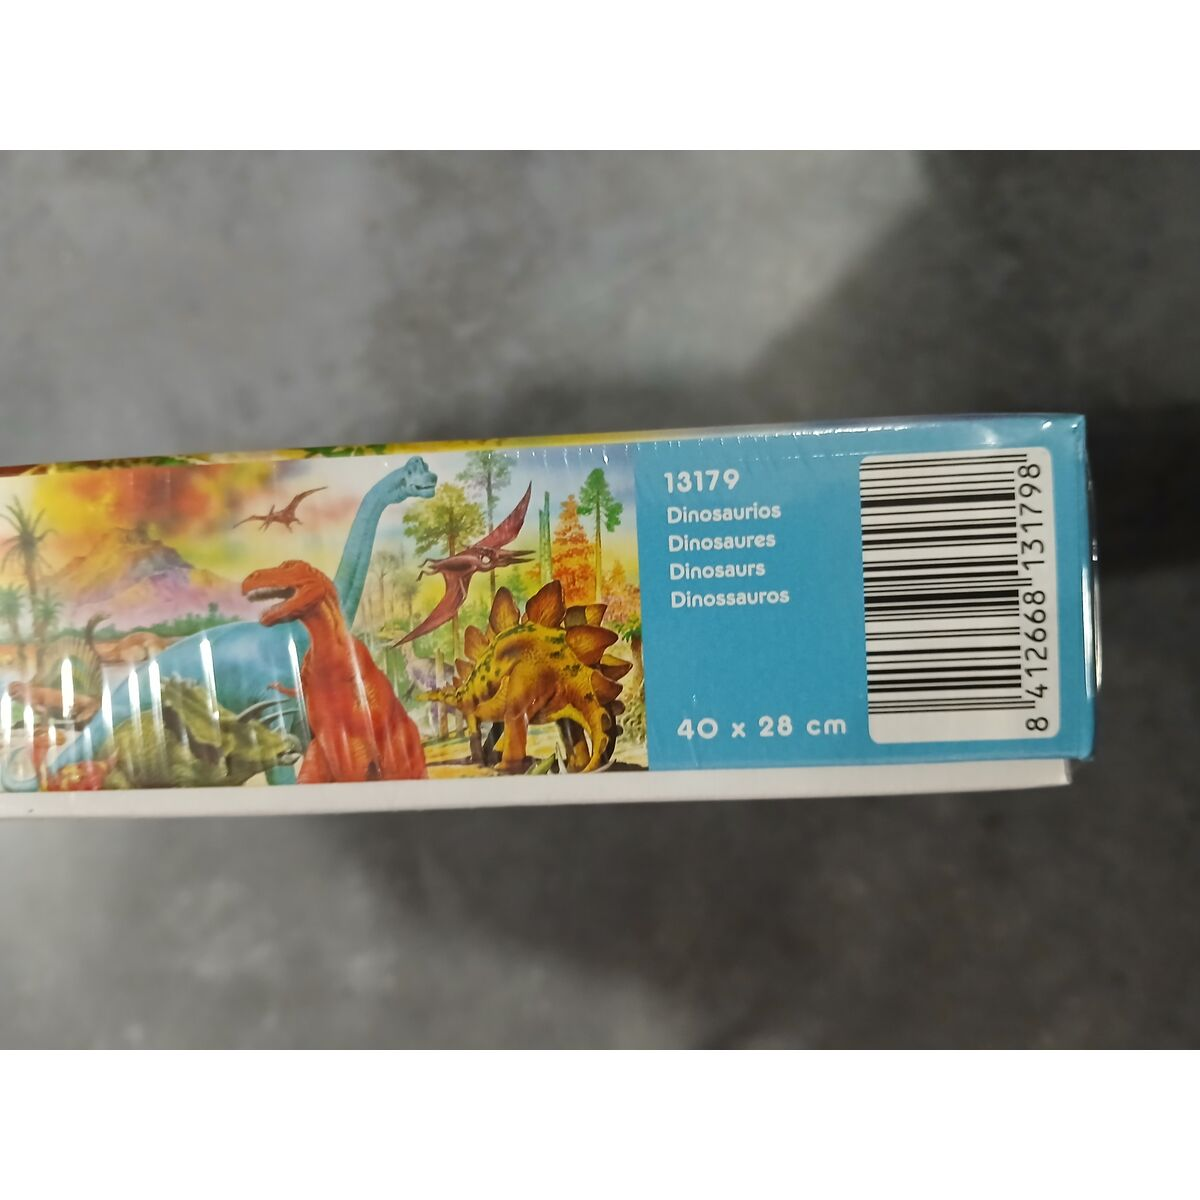 13179
Dinosaurios
Dinosaures
Dinosaurs
Dinossauros
40 x 28 cm
8 412668 131798